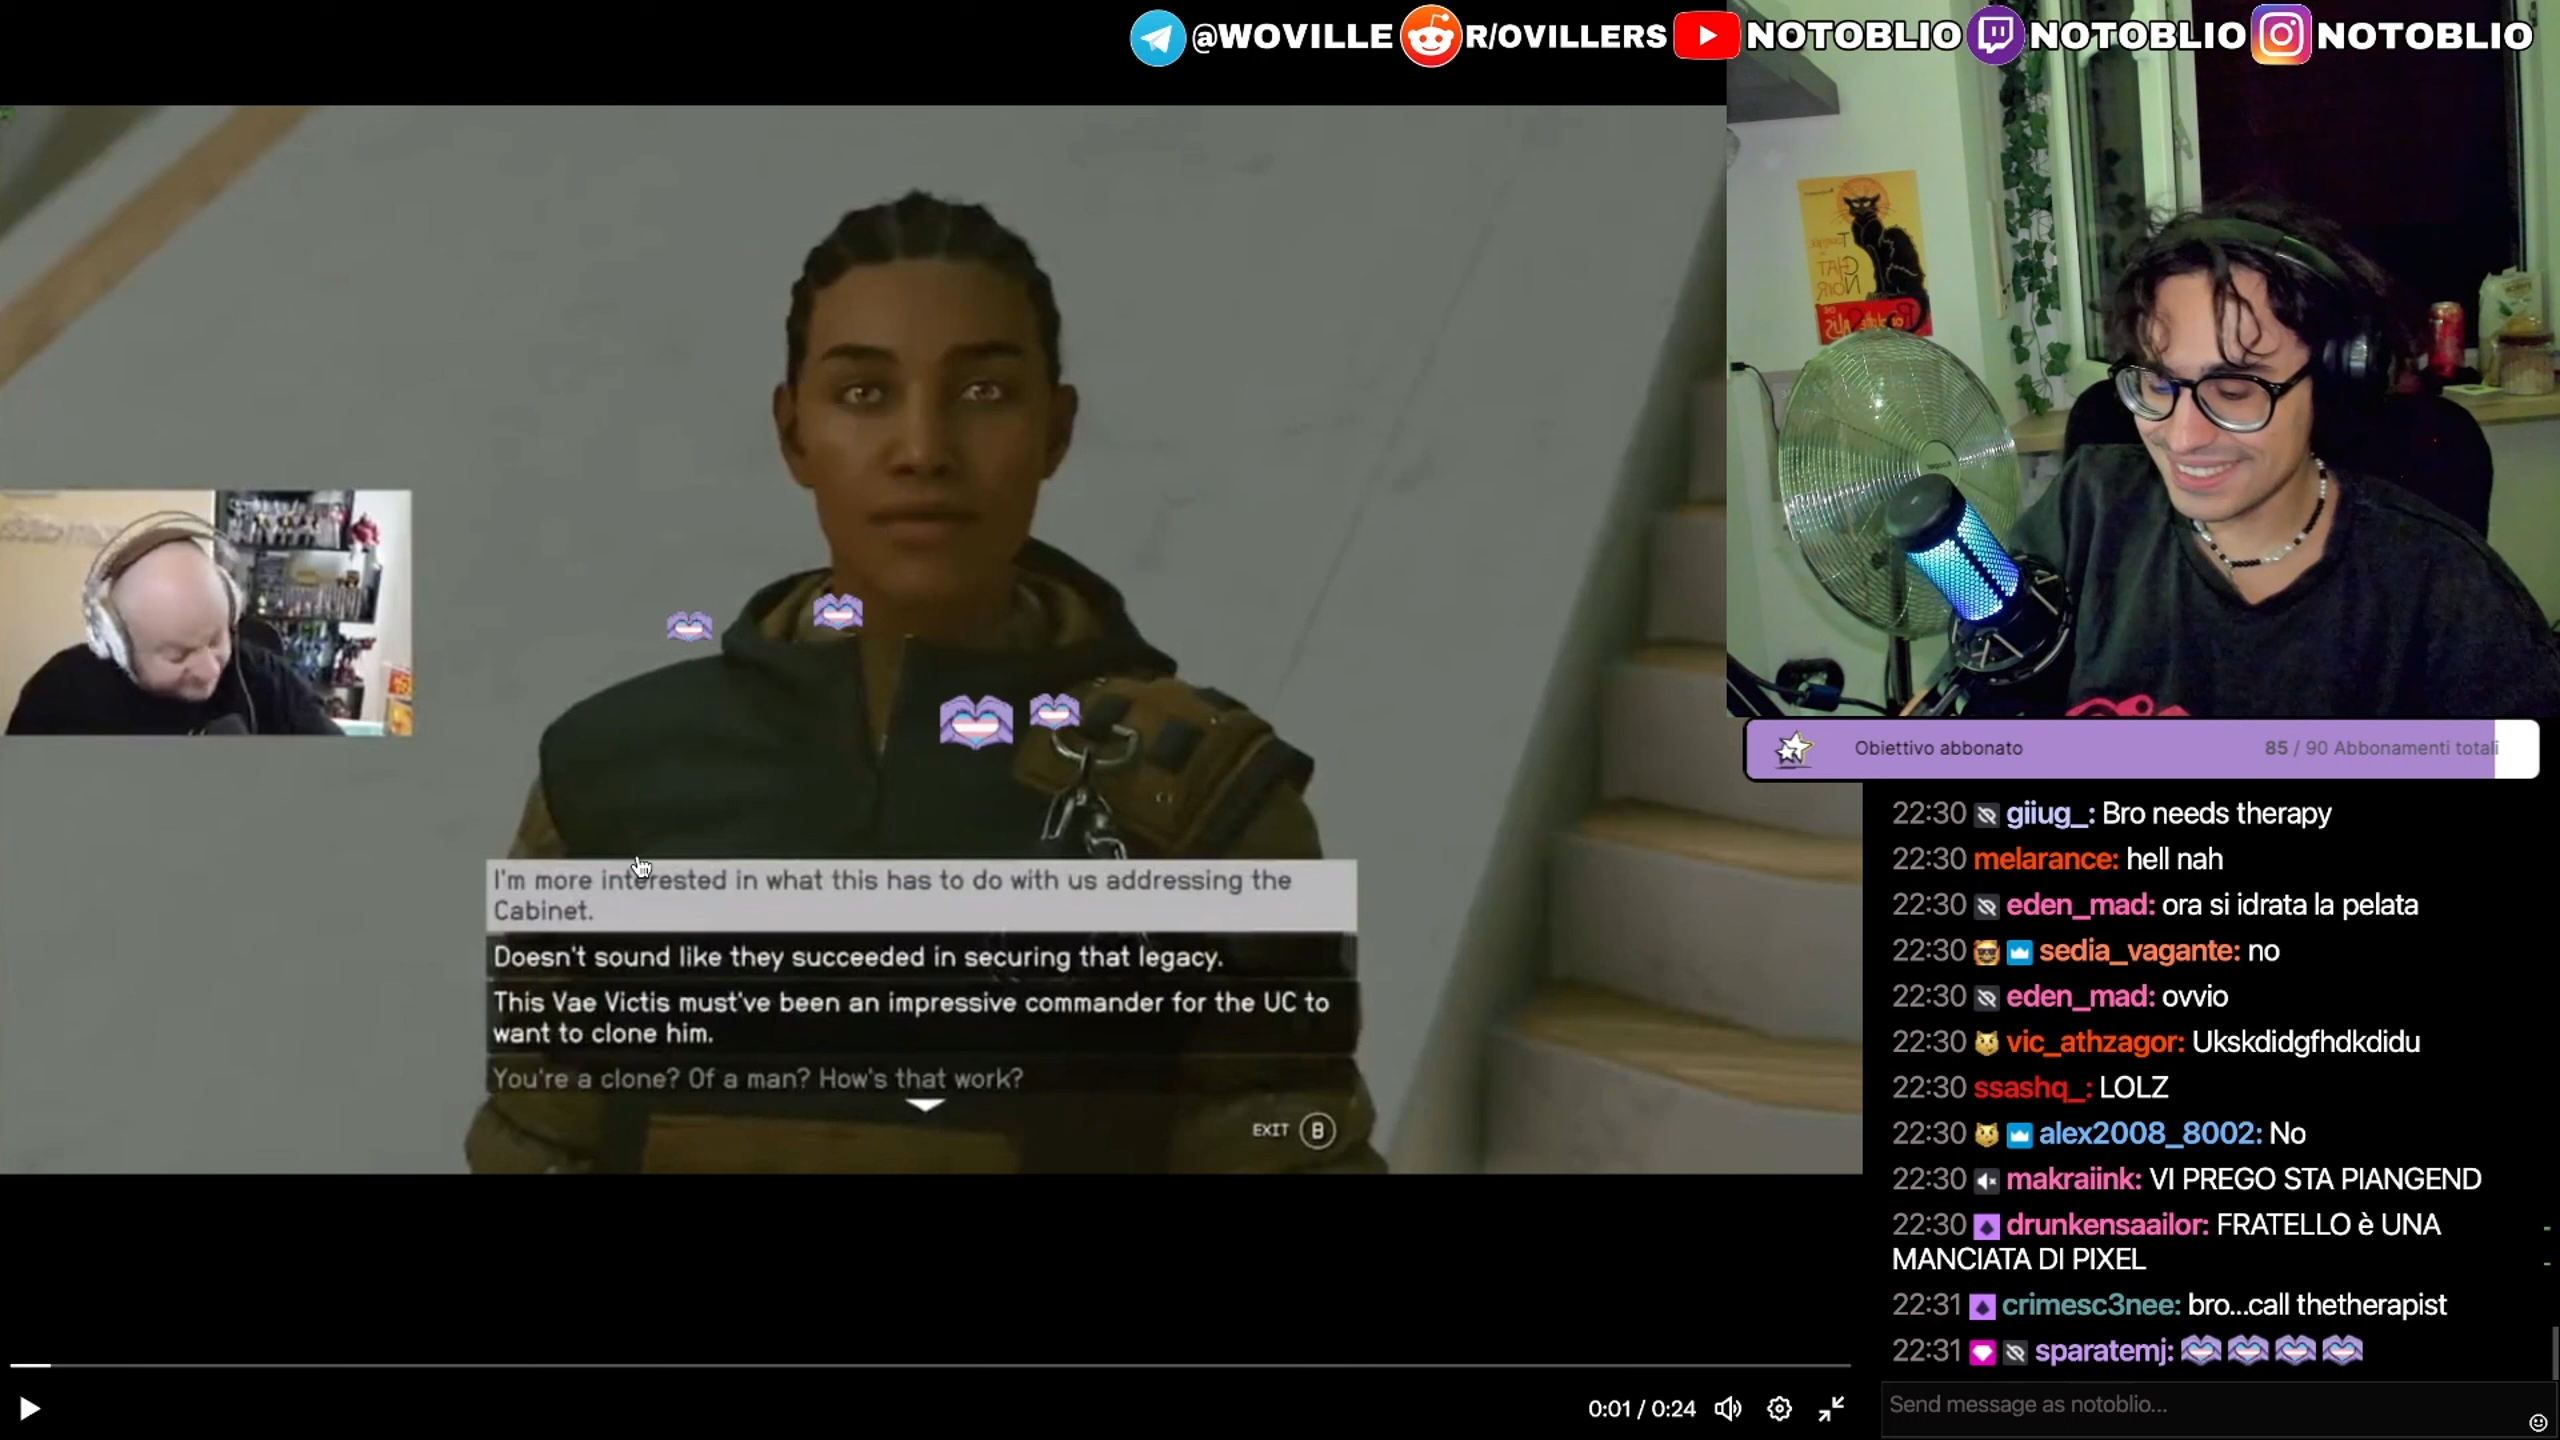 @WOVILLE R/OVILLERS NOTOBLIO NOTOBLIO NOTOBLIO
I'm more interested in what this has to do with us addressing the
Cabinet.
Doesn't sound like they succeeded in securing that legacy.
This Vae Victis must've been an impressive commander for the UC to
want to clone him.
You're a clone? Of a man? How's that work?
EXIT B
Obiettivo abbonato 85 / 90 Abbonamenti totali
22:30 giiug_: Bro needs therapy
22:30 melarance: hell nah
22:30 eden_mad: ora si idrata la pelata
22:30 sedia_vagante: no
22:30 eden_mad: ovvio
22:30 vic_athzagor: Ukskdidgfhdkdidu
22:30 ssashq_: LOLZ
22:30 alex2008_8002: No
22:30 makraiink: VI PREGO STA PIANGEND
22:30 drunkensaailor: FRATELLO è UNA
MANCIATA DI PIXEL
22:31 crimesc3nee: bro...call thetherapist
22:31 sparatemj:
0:01 / 0:24
Send message as notoblio...